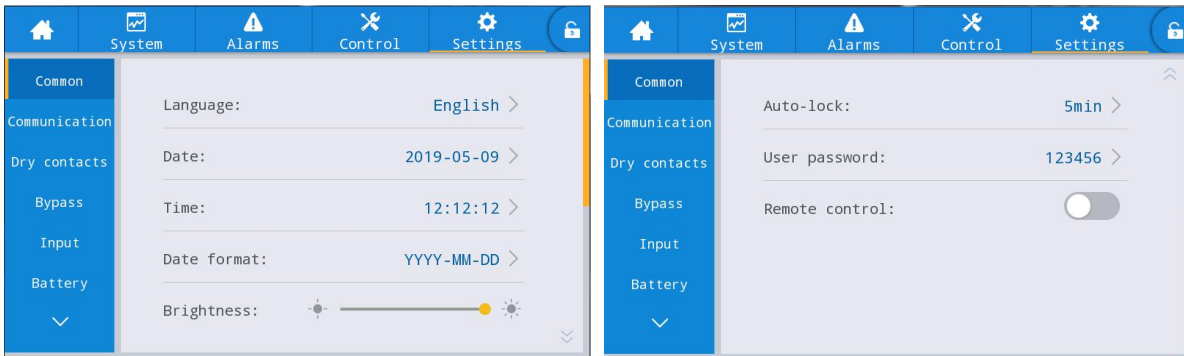 System Alarms Control Settings
Common
Communication
Dry contacts
Bypass
Input
Battery
Language: English
Date: 2019-05-09
Time: 12:12:12
Date format: YYYY-MM-DD
Brightness:
System Alarms Control Settings
Common
Communication
Dry contacts
Bypass
Input
Battery
Auto-lock: 5min
User password: 123456
Remote control: